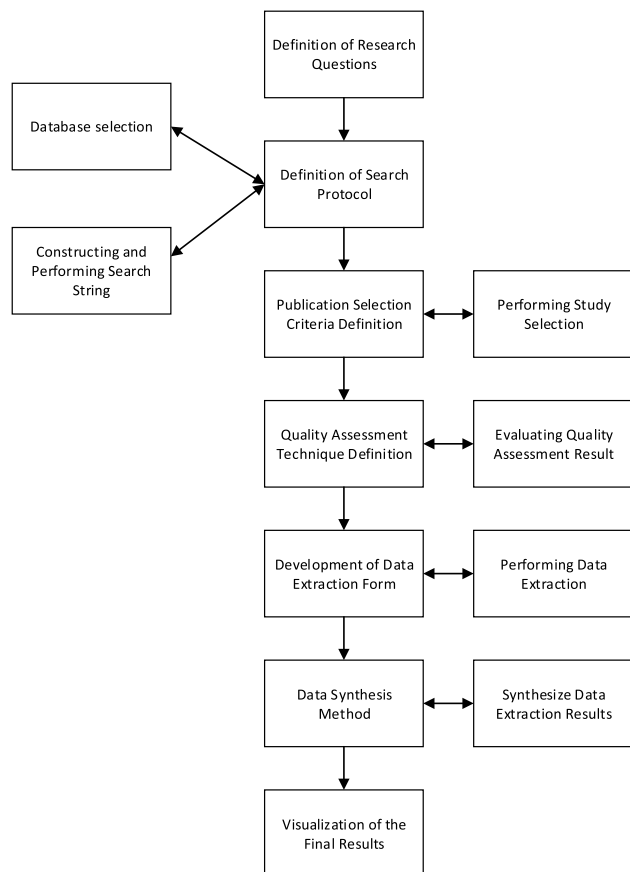 Definition of Research
Questions
Database selection
Definition of Search
Protocol
Constructing and
Performing Search
String
Publication Selection
Criteria Definition
Performing Study
Selection
Quality Assessment
Technique Definition
Evaluating Quality
Assessment Result
Development of Data
Extraction Form
Performing Data
Extraction
Data Synthesis
Method
Synthesize Data
Extraction Results
Visualization of the
Final Results